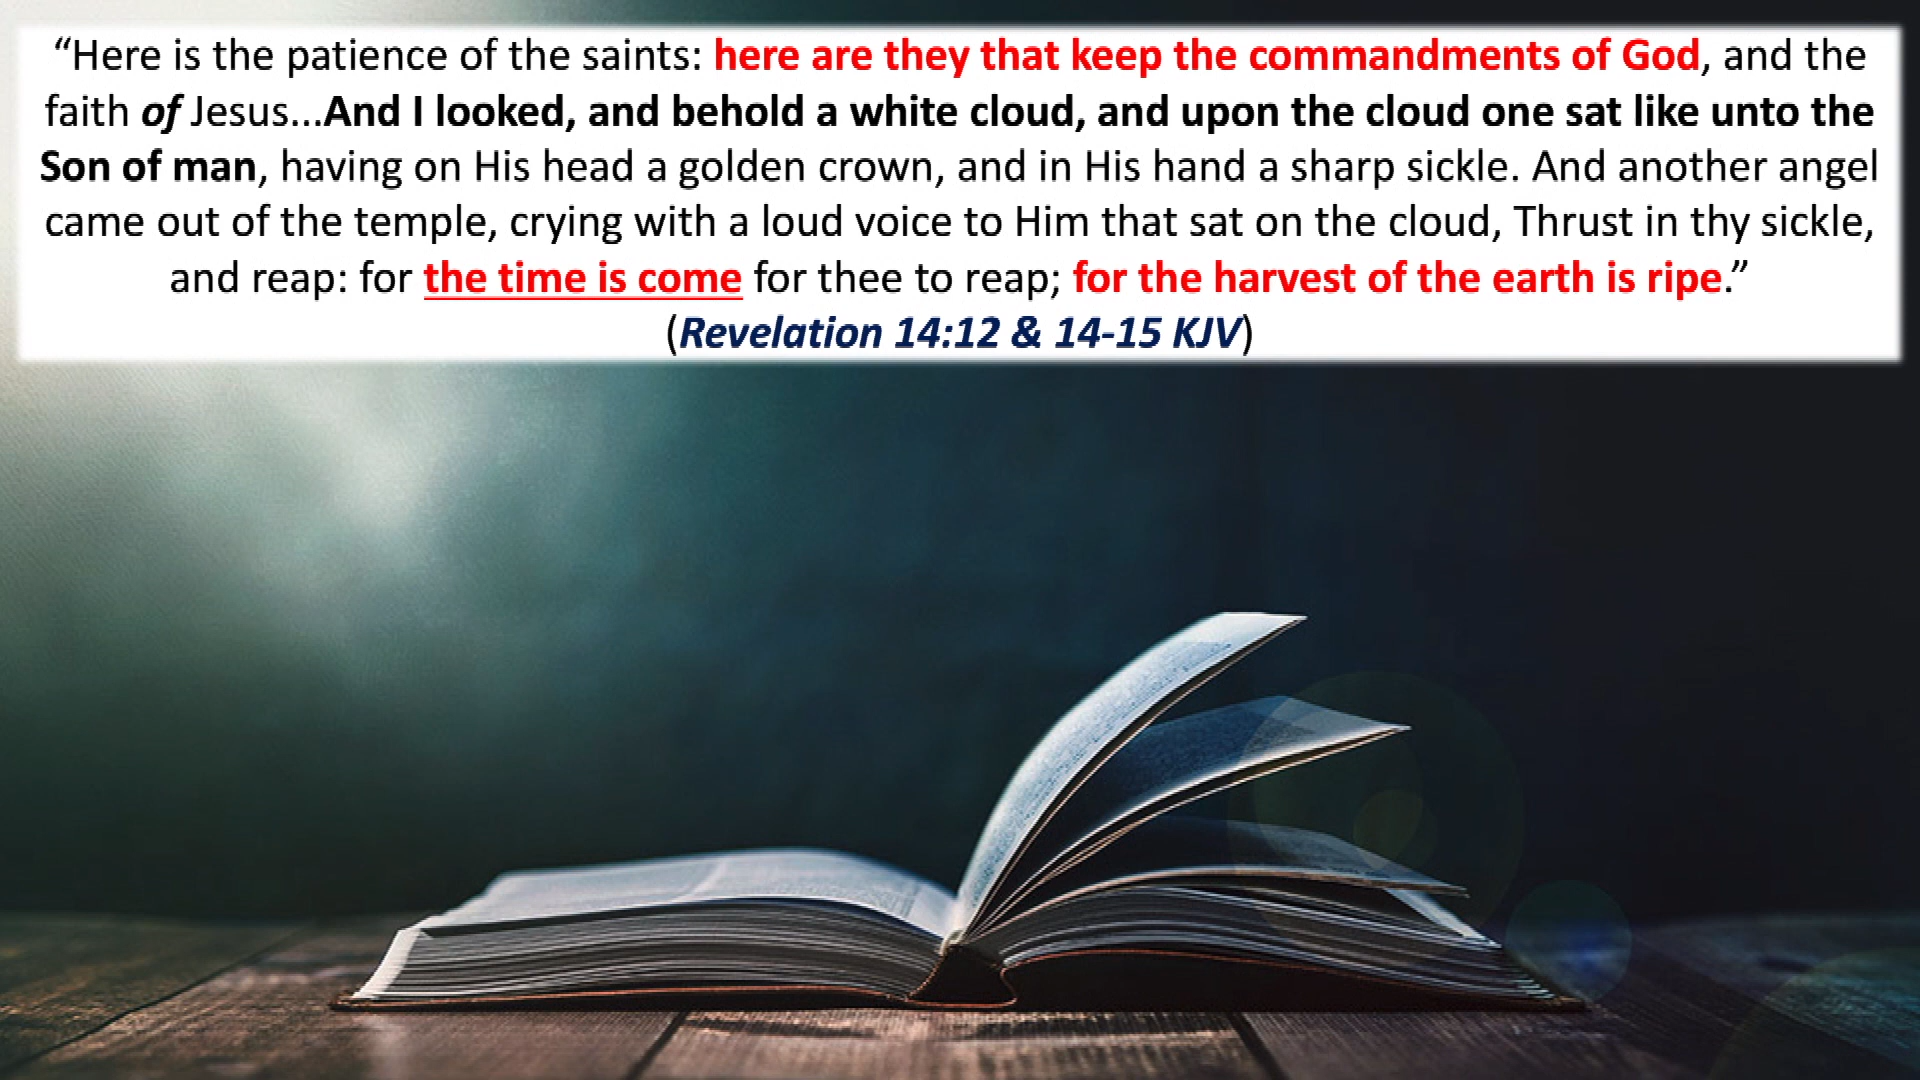 “Here is the patience of the saints: here are they that keep the commandments of God, and the
faith of Jesus...And I looked, and behold a white cloud, and upon the cloud one sat like unto the
Son of man, having on His head a golden crown, and in His hand a sharp sickle. And another angel
came out of the temple, crying with a loud voice to Him that sat on the cloud, Thrust in thy sickle,
and reap: for the time is come for thee to reap; for the harvest of the earth is ripe.”
(Revelation 14:12 & 14-15 KJV)